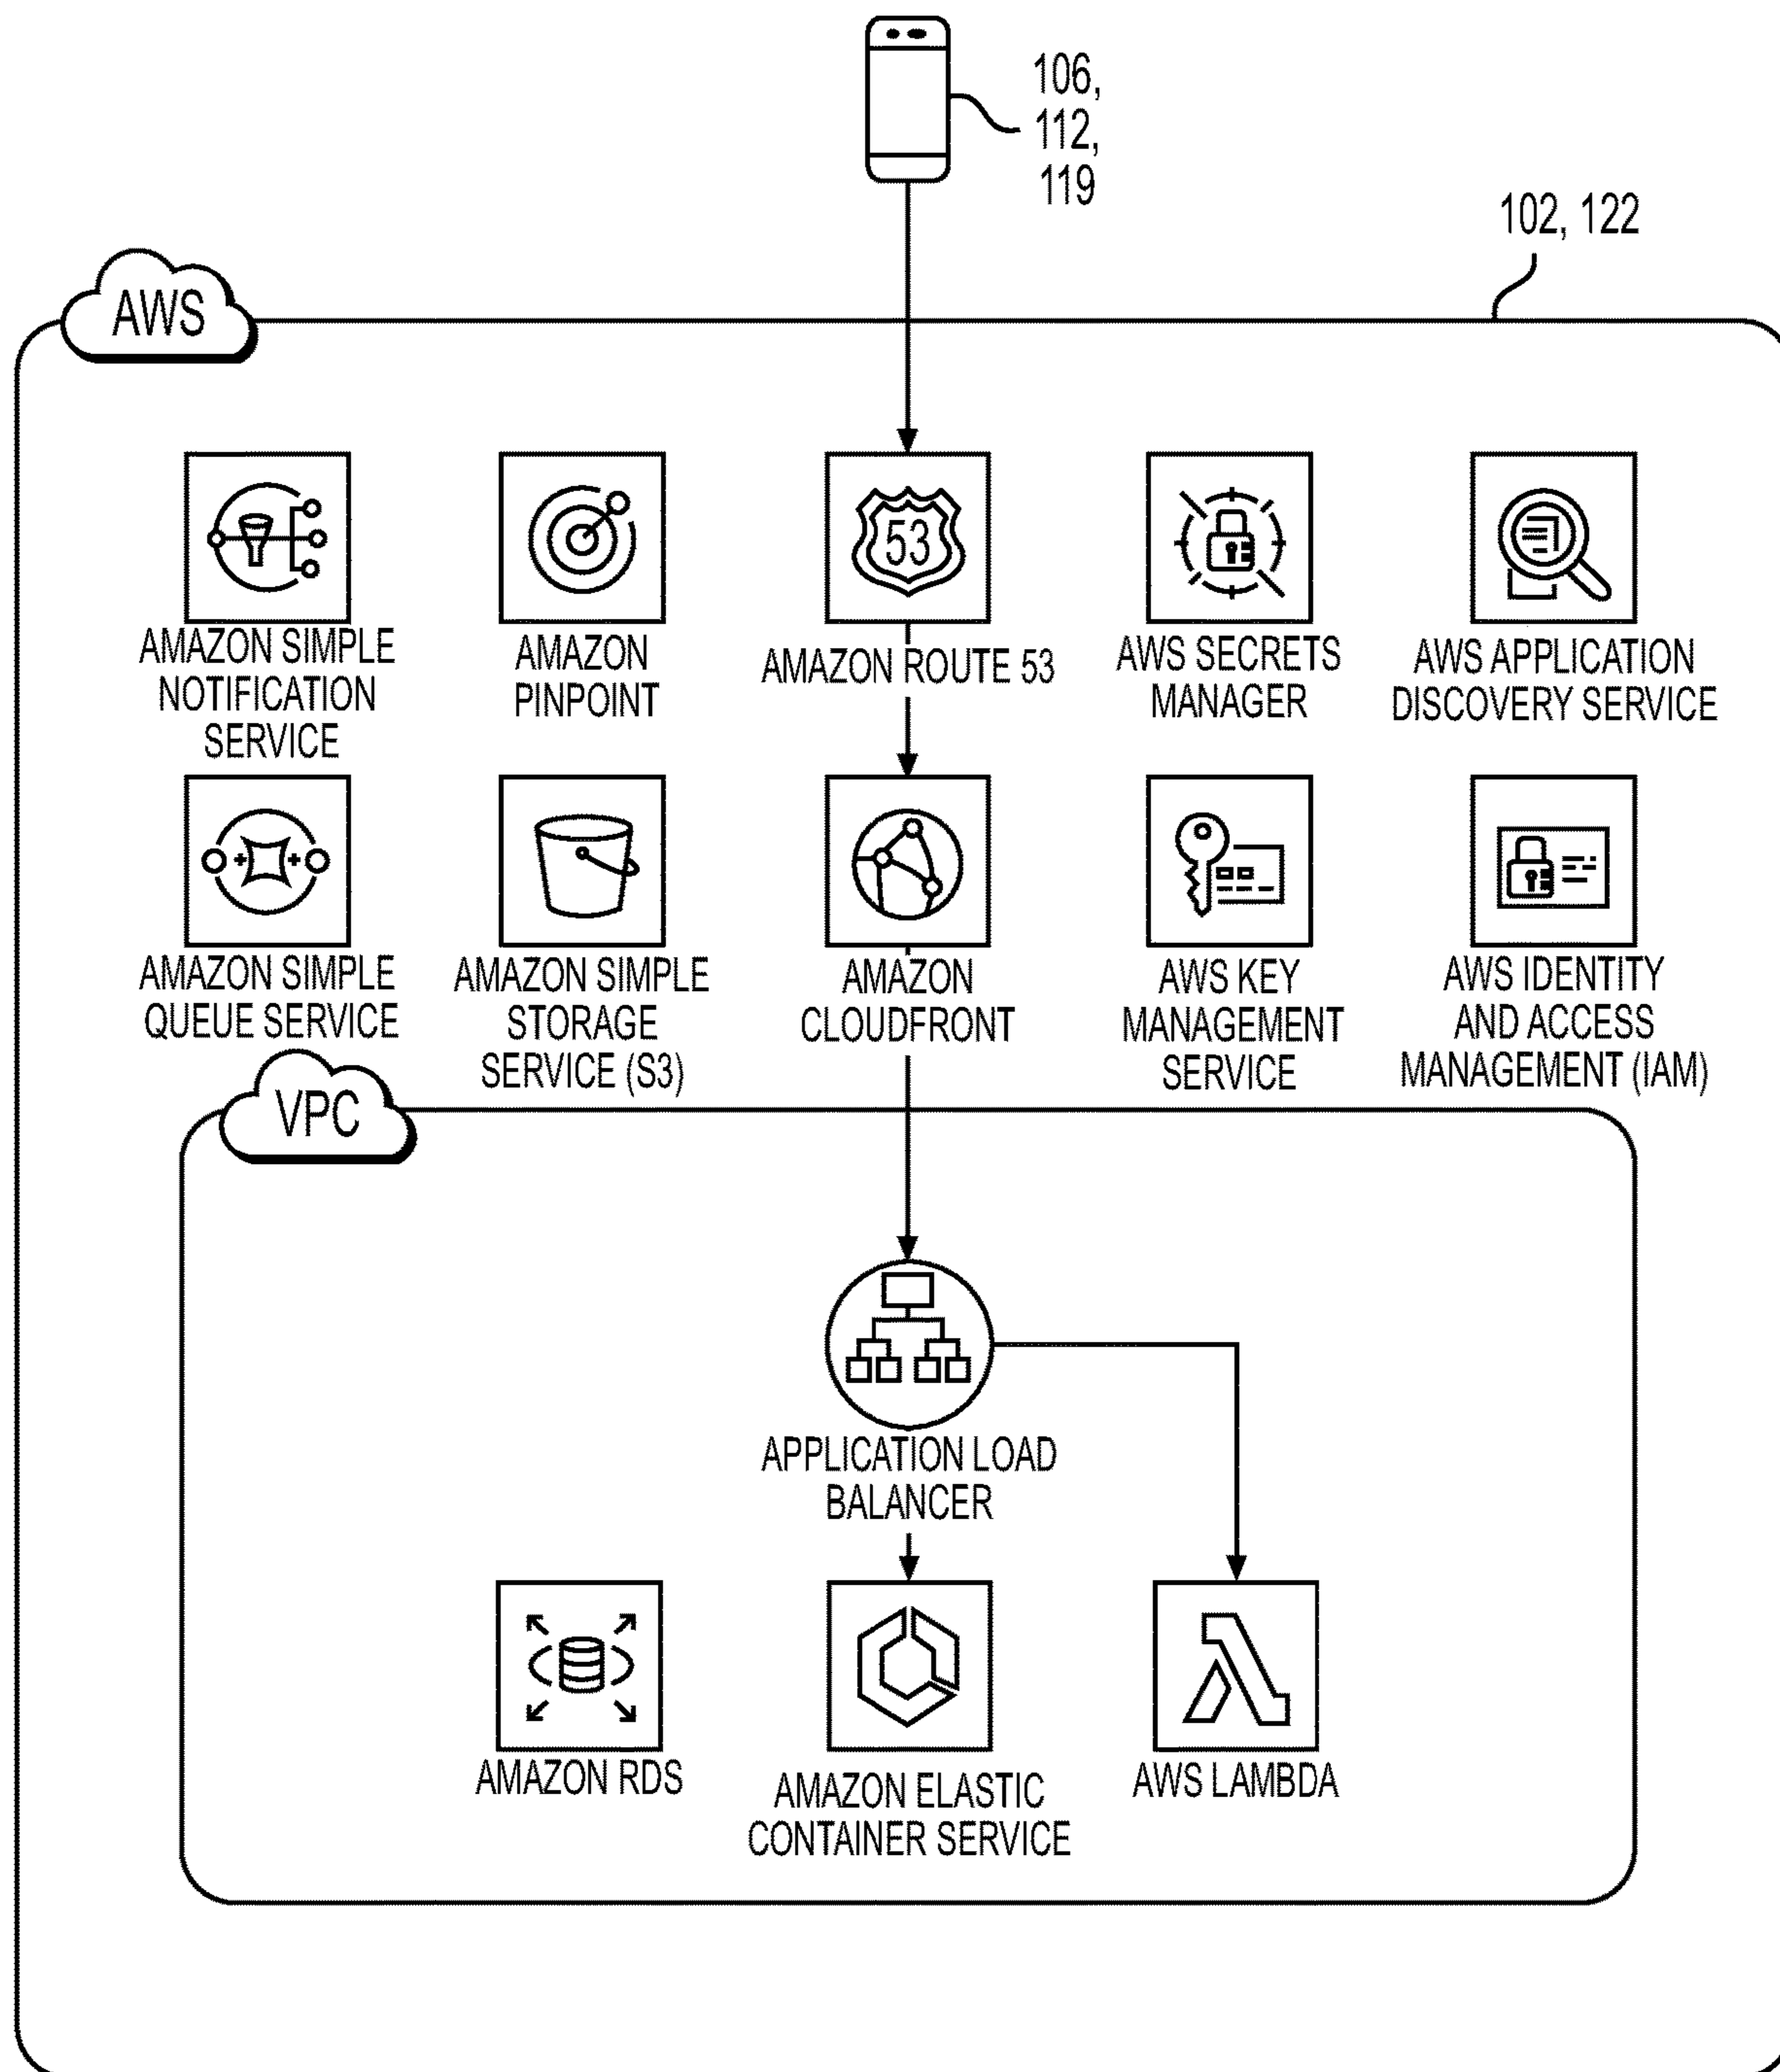 106,
112,
119
102, 122
AWS
53
AMAZON SIMPLE
NOTIFICATION
SERVICE
AMAZON
PINPOINT
AMAZON ROUTE 53
AWS SECRETS
MANAGER
AWS APPLICATION
DISCOVERY SERVICE
AMAZON SIMPLE
QUEUE SERVICE
AMAZON SIMPLE
STORAGE
SERVICE (S3)
AMAZON
CLOUDFRONT
AWS KEY
MANAGEMENT
SERVICE
AWS IDENTITY
AND ACCESS
MANAGEMENT (IAM)
VPC
APPLICATION LOAD
BALANCER
AMAZON RDS
AMAZON ELASTIC
CONTAINER SERVICE
AWS LAMBDA